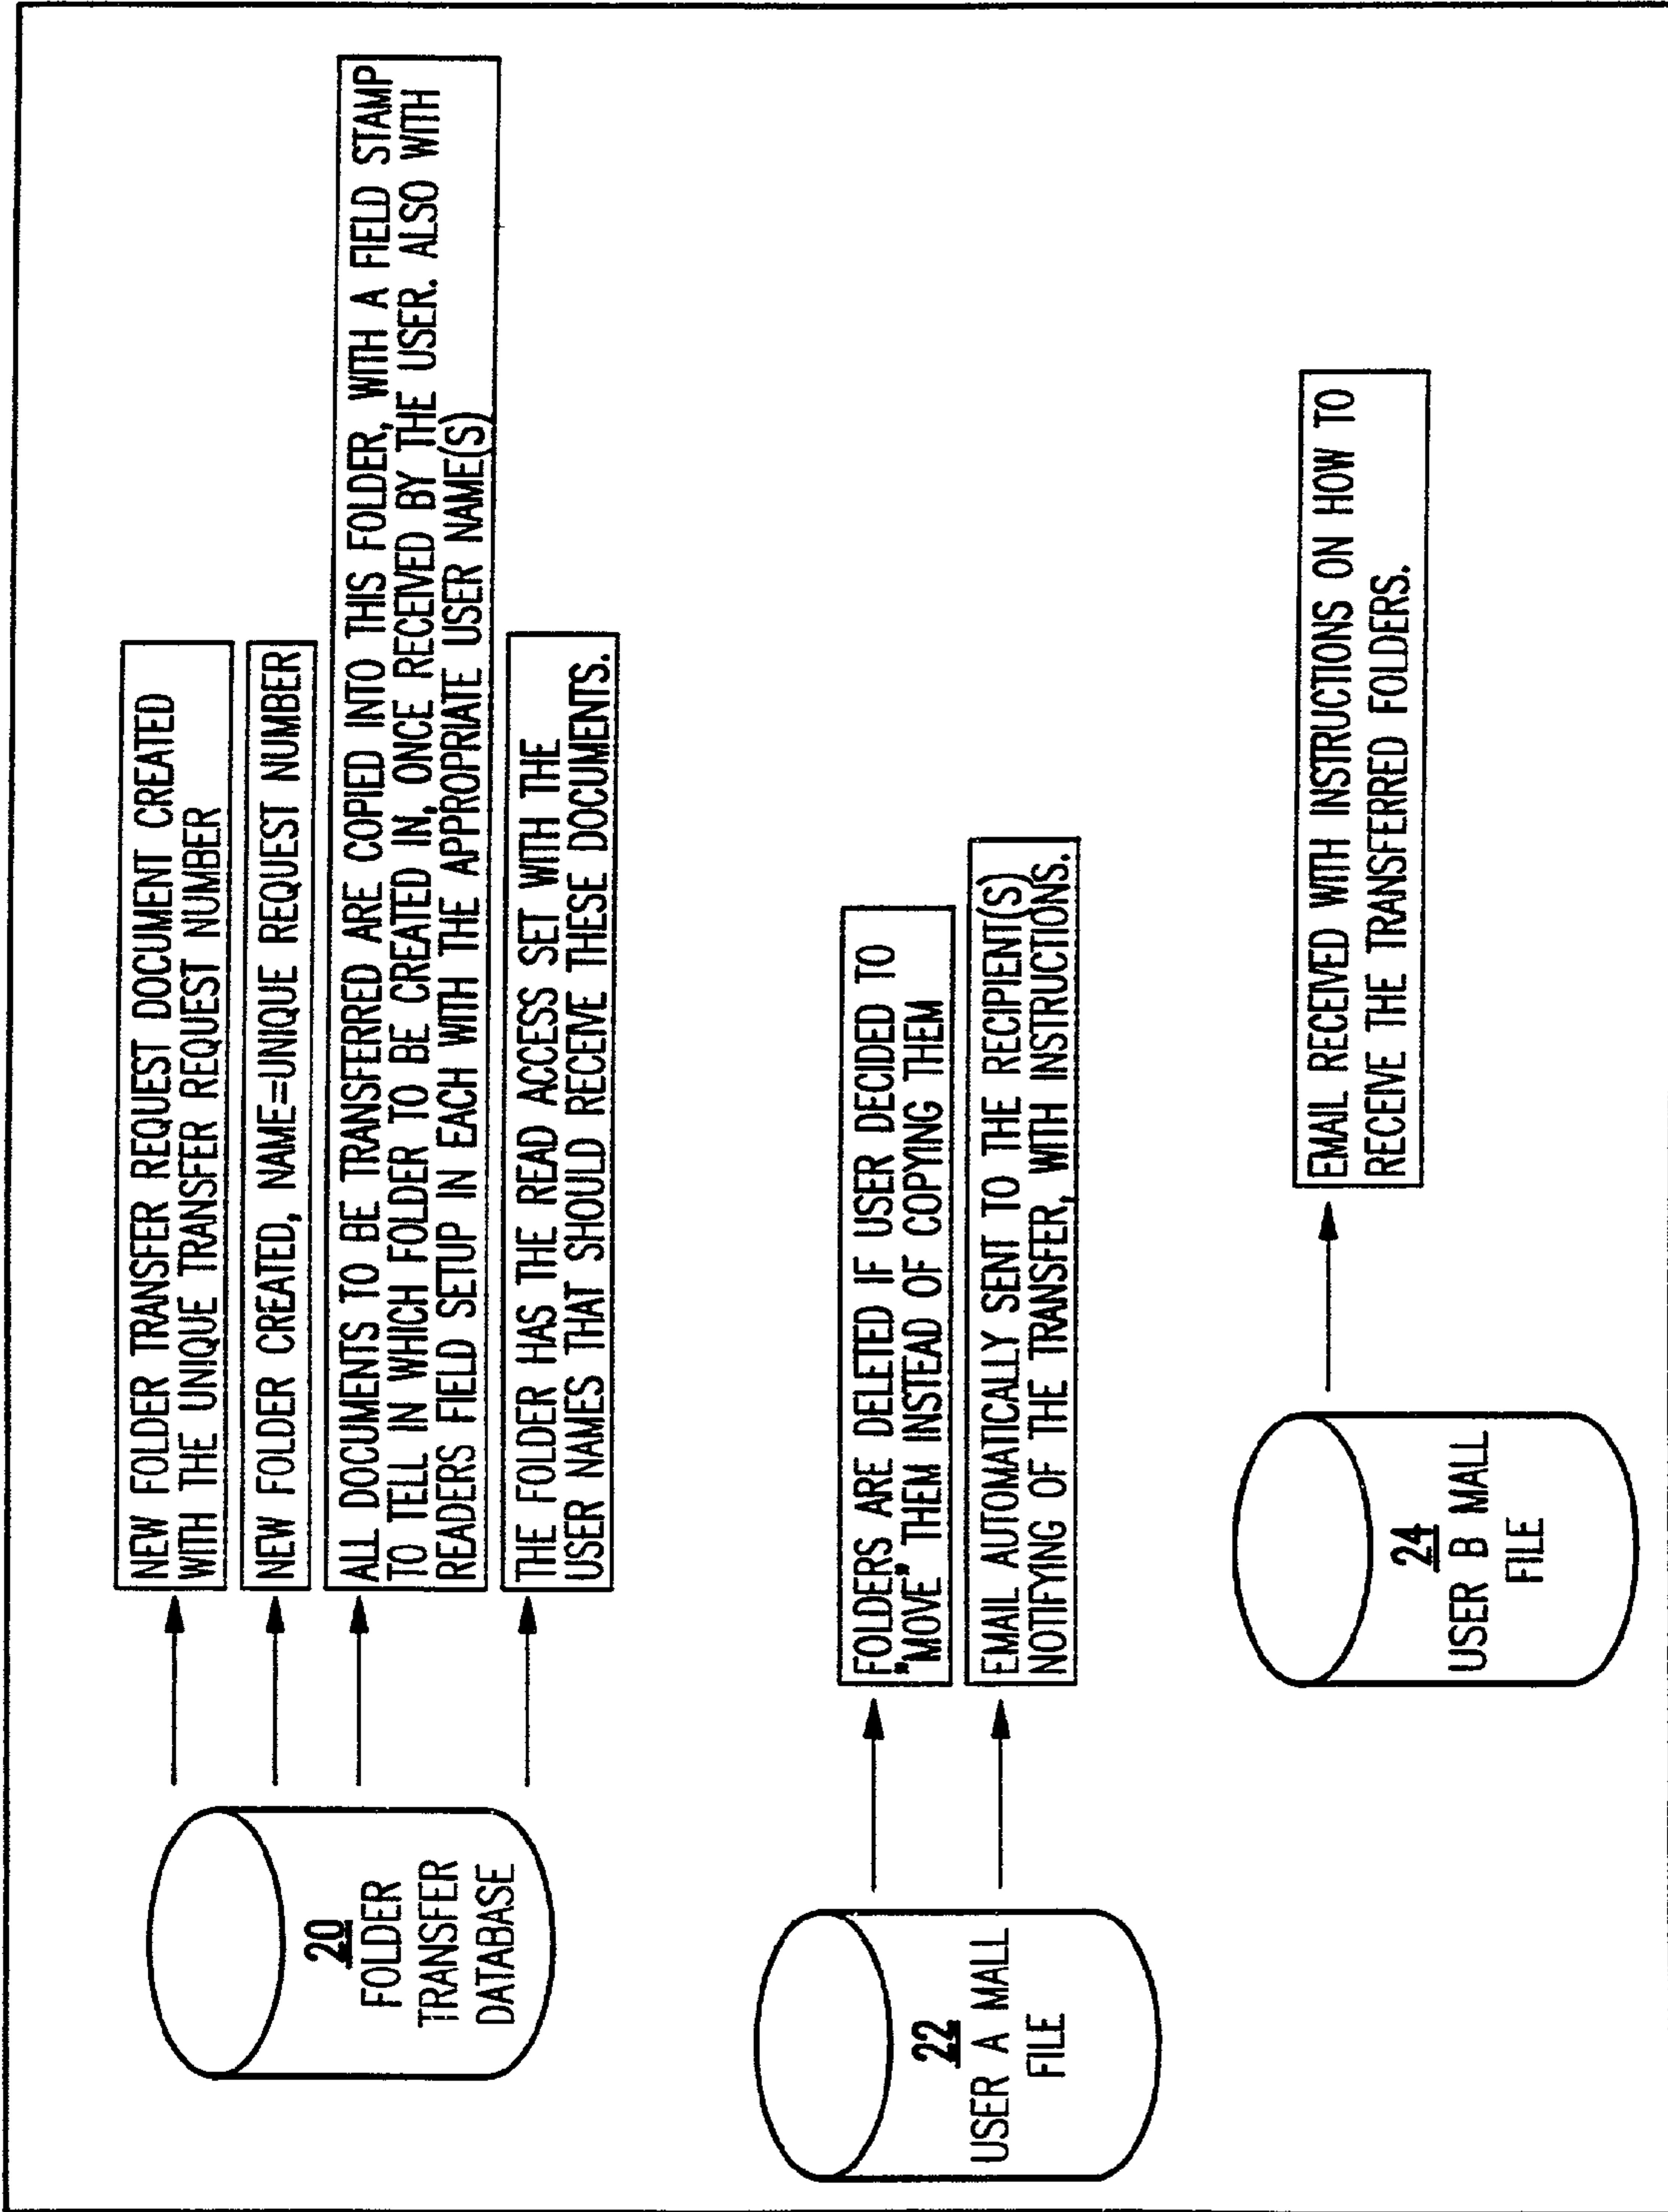 20
FOLDER
TRANSFER
DATABASE
NEW FOLDER TRANSFER REQUEST DOCUMENT CREATED
WITH THE UNIQUE TRANSFER REQUEST NUMBER
NEW FOLDER CREATED, NAME=UNIQUE REQUEST NUMBER
ALL DOCUMENTS TO BE TRANSFERRED ARE COPIED INTO THIS FOLDER, WITH A FIELD STAMP
TO TELL IN WHICH FOLDER TO BE CREATED IN, ONCE RECEIVED BY THE USER. ALSO WITH
READERS FIELD SETUP IN EACH WITH THE APPROPRIATE USER NAME(S)
THE FOLDER HAS THE READ ACCESS SET WITH THE
USER NAMES THAT SHOULD RECEIVE THESE DOCUMENTS.
22
USER A MALL
FILE
FOLDERS ARE DELETED IF USER DECIDED TO
"MOVE" THEM INSTEAD OF COPYING THEM
EMAIL AUTOMATICALLY SENT TO THE RECIPIENT(S)
NOTIFYING OF THE TRANSFER, WITH INSTRUCTIONS.
24
USER B MALL
FILE
EMAIL RECEIVED WITH INSTRUCTIONS ON HOW TO
RECEIVE THE TRANSFERRED FOLDERS.